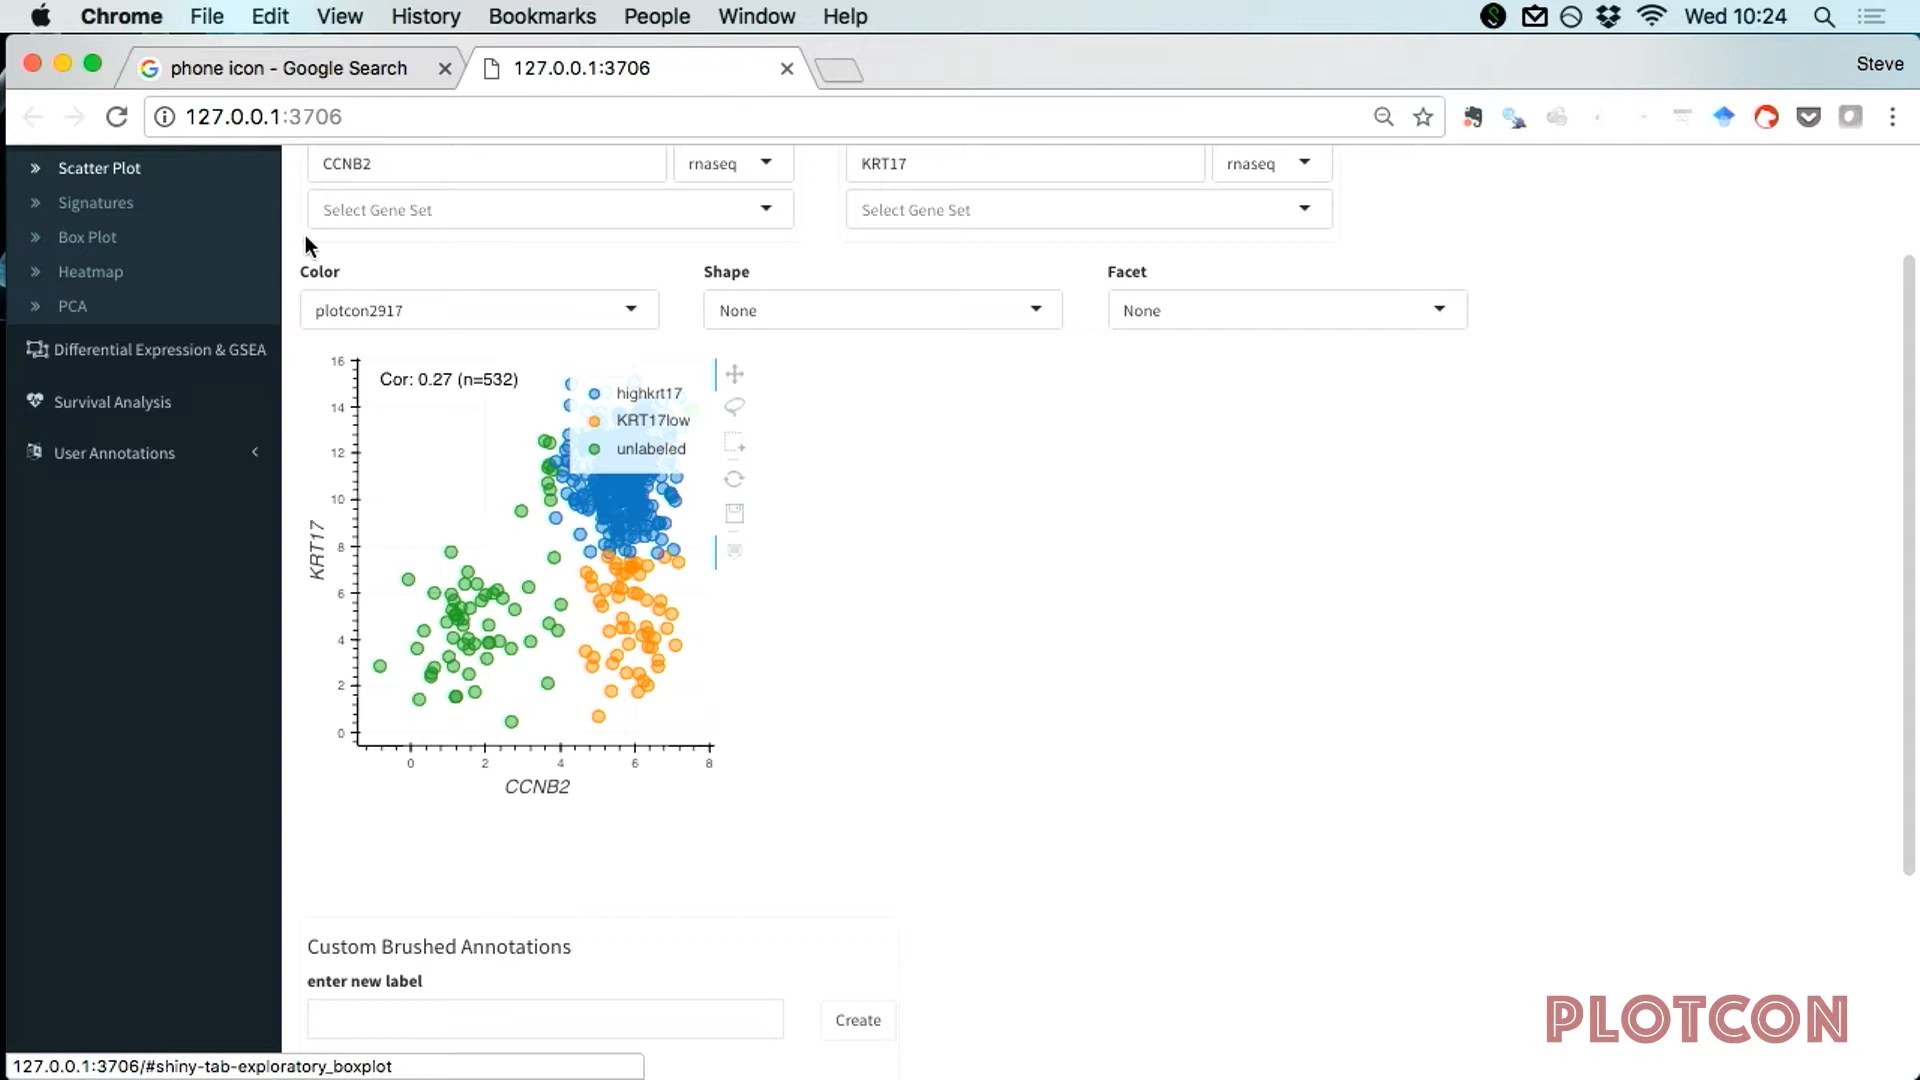 Chrome File Edit View History Bookmarks People Window Help Wed 10:24
phone icon - Google Search 127.0.0.1:3706 Steve
127.0.0.1:3706
Scatter Plot
Signatures
Box Plot
Heatmap
PCA
Differential Expression & GSEA
Survival Analysis
User Annotations
CCNB2 rnaseq KRT17 rnaseq
Select Gene Set Select Gene Set
Color Shape Facet
plotcon2917 None None
Cor: 0.27 (n=532)
highkrt17
KRT17low
unlabeled
16
14
12
10
8
6
4
2
0
KRT17
0 2 4 6 8
CCNB2
Custom Brushed Annotations
enter new label
Create
PLOTCON
127.0.0.1:3706/#shiny-tab-exploratory_boxplot